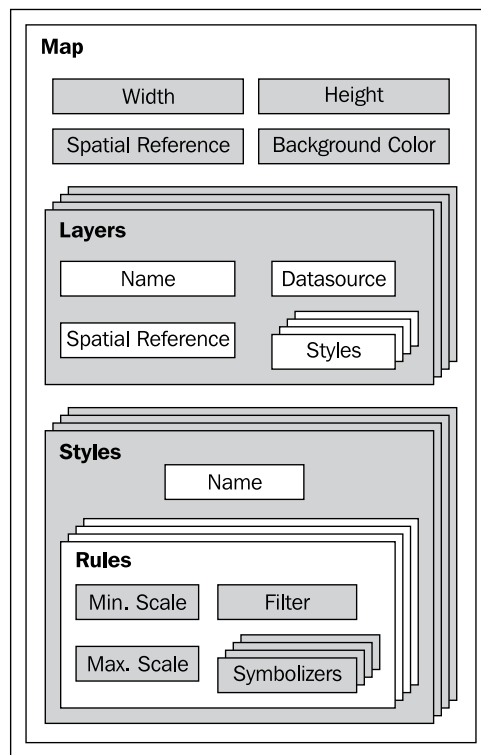 Map
Width
Height
Spatial Reference
Background Color
Layers
Name
Datasource
Spatial Reference
Styles
Styles
Name
Rules
Min. Scale
Filter
Max. Scale
Symbolizers